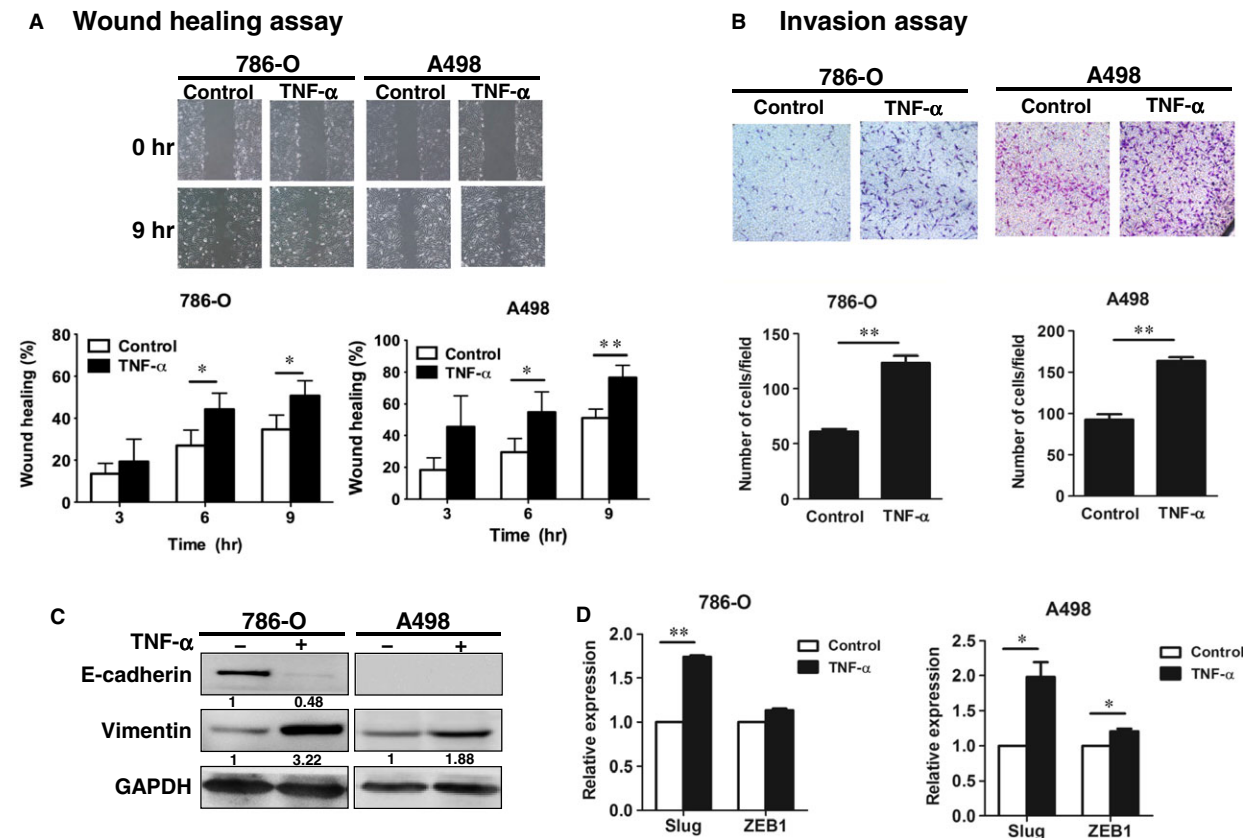 A Wound healing assay
786-O A498
Control TNF-α Control TNF-α
0 hr
9 hr
786-O
Wound healing (%)
80
60
40
20
0
Control
TNF-α
*
*
3 6 9
Time (hr)
A498
Wound healing (%)
100
80
60
40
20
0
Control
TNF-α
*
**
3 6 9
Time (hr)
B Invasion assay
786-O A498
Control TNF-α Control TNF-α
786-O
Number of cells/field
150
100
50
0
**
Control TNF-α
A498
Number of cells/field
200
150
100
50
0
**
Control TNF-α
C
786-O A498
TNF-α – + – +
E-cadherin
1 0.48
Vimentin
1 3.22 1 1.88
GAPDH
D
786-O
Relative expression
2.0
1.5
1.0
0.5
0.0
**
Control
TNF-α
Slug ZEB1
A498
Relative expression
2.5
2.0
1.5
1.0
0.5
0.0
*
*
Control
TNF-α
Slug ZEB1